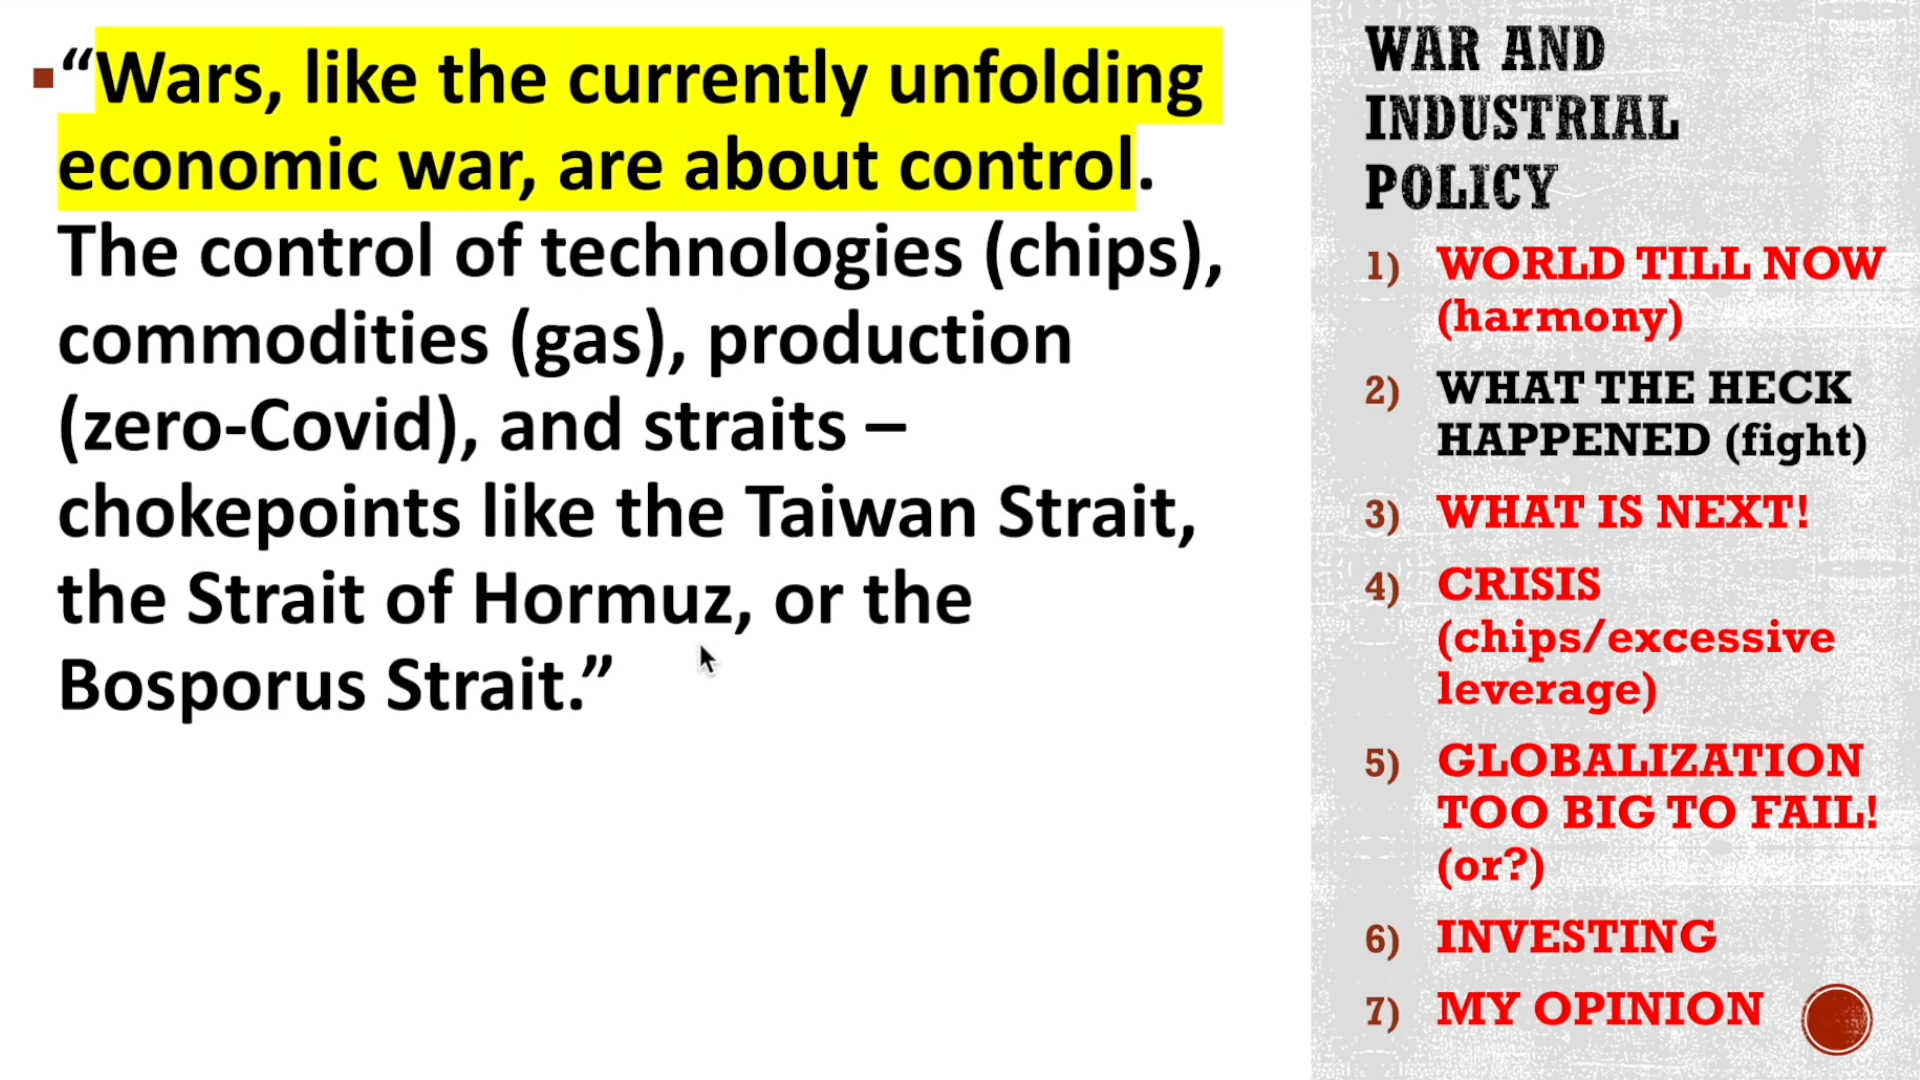 ▪“Wars, like the currently unfolding
economic war, are about control.
The control of technologies (chips),
commodities (gas), production
(zero-Covid), and straits –
chokepoints like the Taiwan Strait,
the Strait of Hormuz, or the
Bosporus Strait.”
WAR AND
INDUSTRIAL
POLICY
1) WORLD TILL NOW
(harmony)
2) WHAT THE HECK
HAPPENED (fight)
3) WHAT IS NEXT!
4) CRISIS
(chips/excessive
leverage)
5) GLOBALIZATION
TOO BIG TO FAIL!
(or?)
6) INVESTING
7) MY OPINION